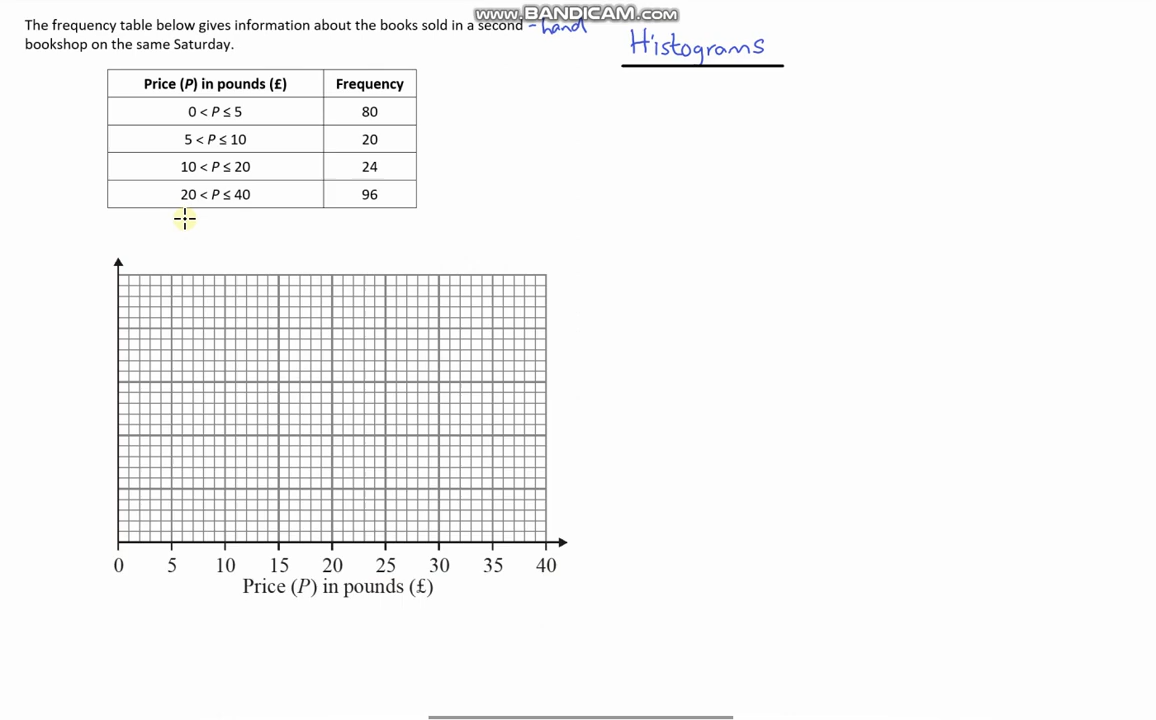 www.BANDICAM.com
The frequency table below gives information about the books sold in a second-hand
bookshop on the same Saturday.
Histograms
Price (P) in pounds (£) Frequency
0 < P ≤ 5 80
5 < P ≤ 10 20
10 < P ≤ 20 24
20 < P ≤ 40 96
0 5 10 15 20 25 30 35 40
Price (P) in pounds (£)